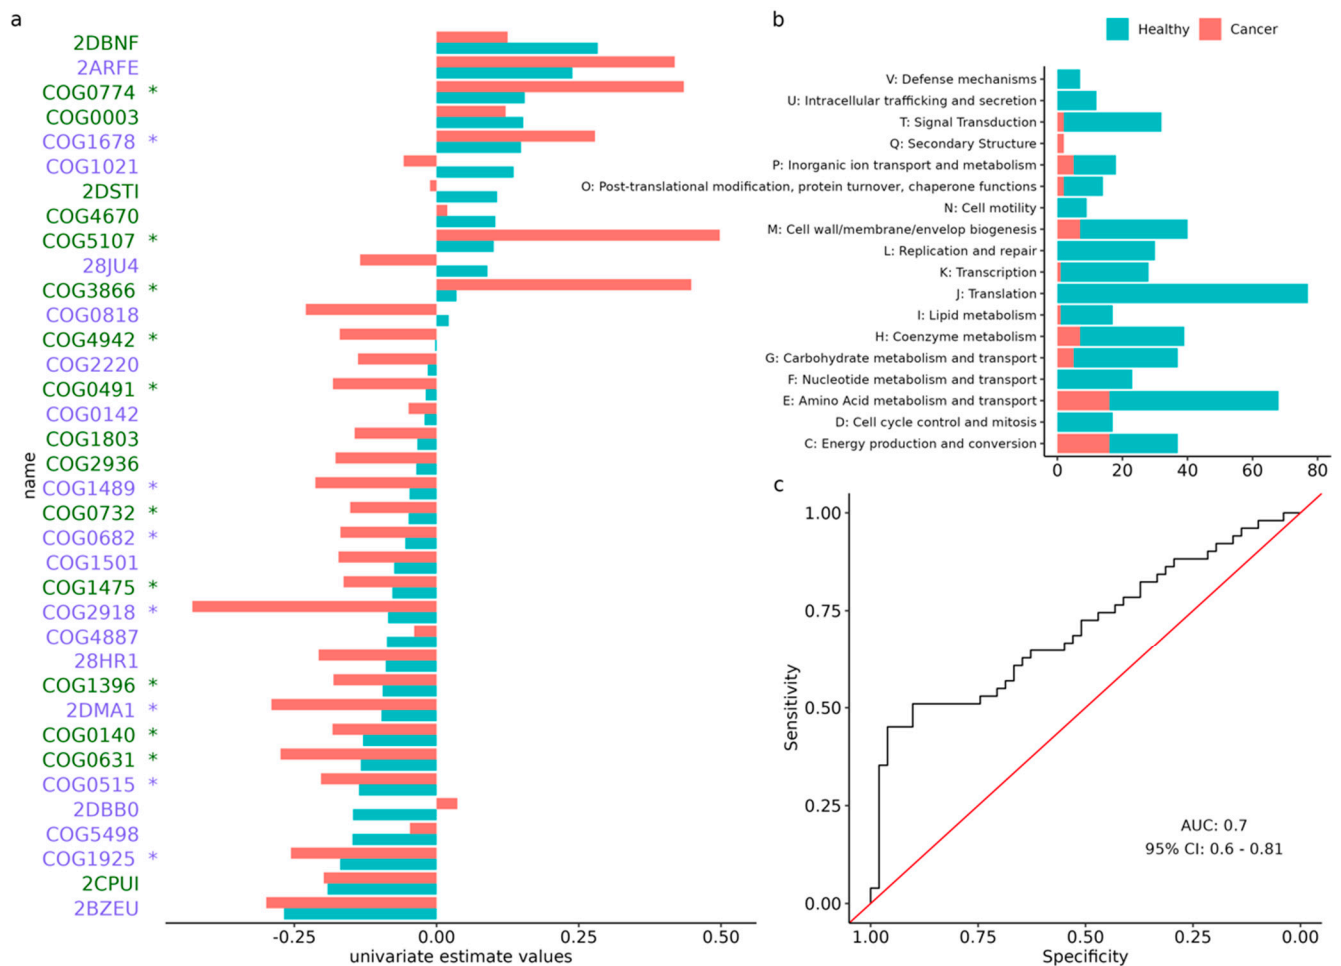 a
2DBNF
2ARFE
COG0774 *
COG0003
COG1678 *
COG1021
2DSTI
COG4670
COG5107 *
28JU4
COG3866 *
COG0818
COG4942 *
COG2220
COG0491 *
COG0142
COG1803
COG2936
COG1489 *
COG0732 *
COG0682 *
COG1501
COG1475 *
COG2918 *
COG4887
28HR1
COG1396 *
2DMA1 *
COG0140 *
COG0631 *
COG0515 *
2DBB0
COG5498
COG1925 *
2CPUI
2BZEU
name
-0.25 0.00 0.25 0.50
univariate estimate values
b
Healthy Cancer
V: Defense mechanisms
U: Intracellular trafficking and secretion
T: Signal Transduction
Q: Secondary Structure
P: Inorganic ion transport and metabolism
O: Post-translational modification, protein turnover, chaperone functions
N: Cell motility
M: Cell wall/membrane/envelop biogenesis
L: Replication and repair
K: Transcription
J: Translation
I: Lipid metabolism
H: Coenzyme metabolism
G: Carbohydrate metabolism and transport
F: Nucleotide metabolism and transport
E: Amino Acid metabolism and transport
D: Cell cycle control and mitosis
C: Energy production and conversion
0 20 40 60 80
c
1.00
0.75
0.50
0.25
0.00
Sensitivity
AUC: 0.7
95% CI: 0.6 - 0.81
1.00 0.75 0.50 0.25 0.00
Specificity